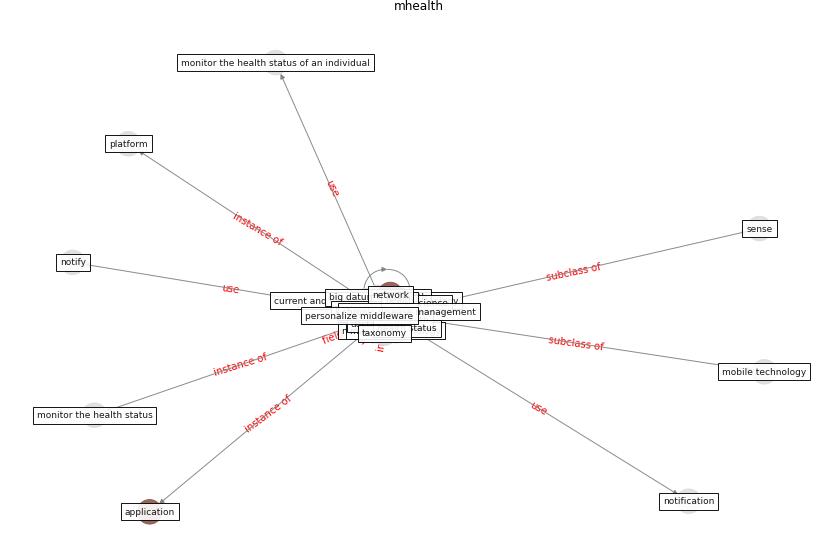 mhealth
monitor the health status of an individual
platform
use
instance of
sense
notify
subclass of
use
network
big
current and
management
personalize middleware
status
taxonomy
subclass of
mobile technology
instance of
monitor the health status
instance of
use
application
notification